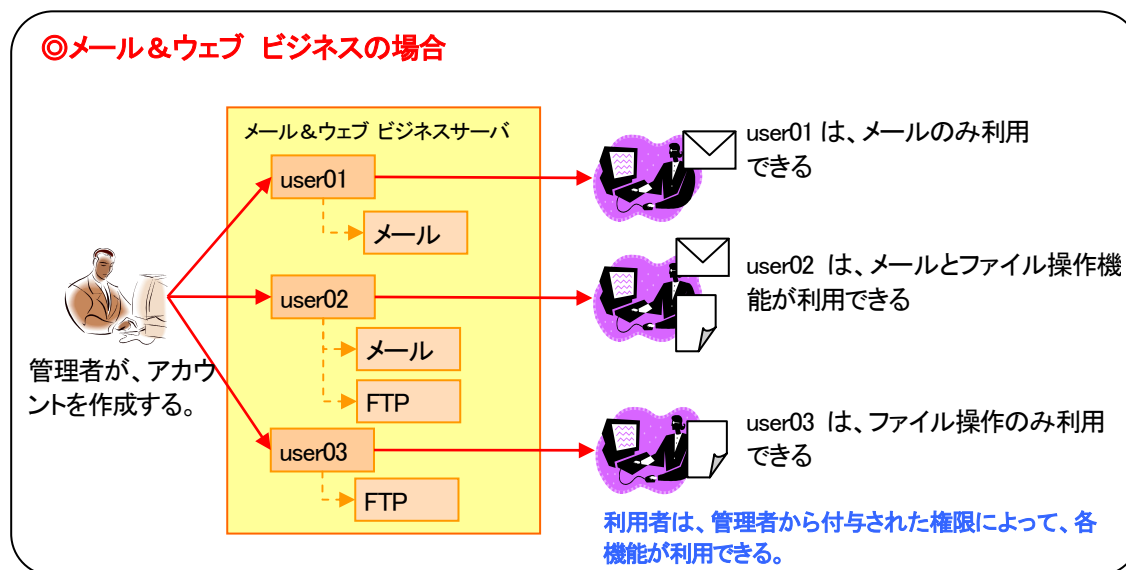 ◎メール＆ウェブ ビジネスの場合
メール＆ウェブ ビジネスサーバ
user01
メール
user02
メール
FTP
user03
FTP
管理者が、アカウ
ントを作成する。
user01 は、メールのみ利用
できる
user02 は、メールとファイル操作機
能が利用できる
user03 は、ファイル操作のみ利用
できる
利用者は、管理者から付与された権限によって、各
機能が利用できる。